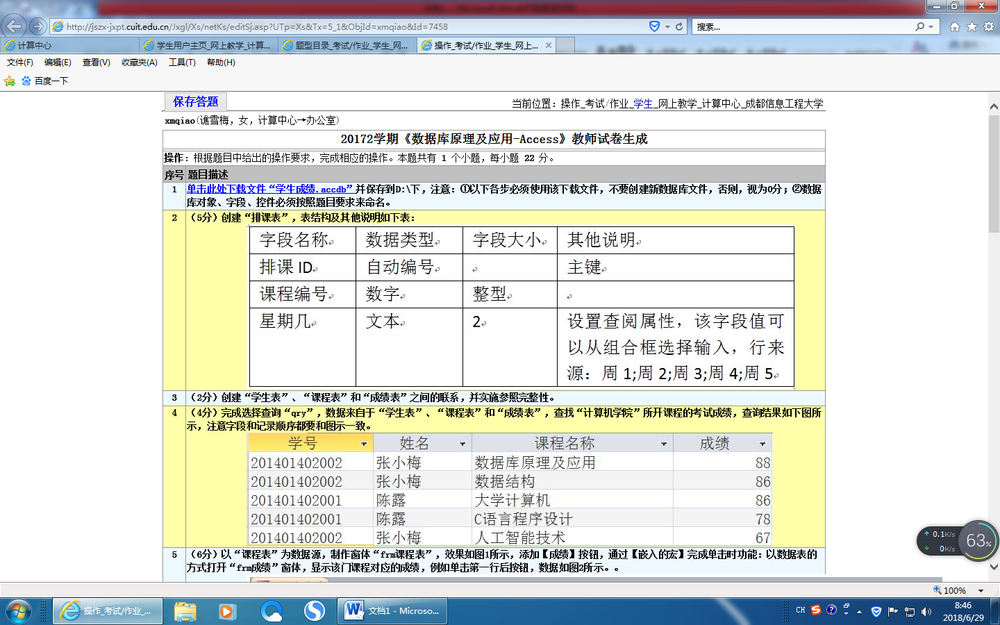 http://jszx-jxpt.cuit.edu.cn/Jxgl/Xs/netKs/editSj.asp?UTp=Xs&Tx=5_1&ObjId=xmqiao&Id=7458
搜索...
计算中心
学生用户主页_网上教学_计算...
题型目录_考试/作业_学生_网...
操作_考试/作业_学生_网上...
文件(F) 编辑(E) 查看(V) 收藏夹(A) 工具(T) 帮助(H)
百度一下
保存答题
当前位置：操作_考试/作业_学生_网上教学_计算中心_成都信息工程大学
xmqiao(谯雪梅，女，计算中心→办公室)
20172学期《数据库原理及应用-Access》教师试卷生成
操作：根据题目中给出的操作要求，完成相应的操作。本题共有 1 个小题，每小题 22 分。
序号 题目描述
1 单击此处下载文件“学生成绩.accdb”并保存到D:\下，注意：①以下各步必须使用该下载文件，不要创建新数据库文件，否则，视为0分；②数据
库对象、字段、控件必须按照题目要求来命名。
2 （5分）创建“排课表”，表结构及其他说明如下表：
字段名称 数据类型 字段大小 其他说明
排课 ID 自动编号 主键
课程编号 数字 整型
星期几 文本 2 设置查阅属性，该字段值可
以从组合框选择输入，行来
源：周 1;周 2;周 3;周 4;周 5
3 （2分）创建“学生表”、“课程表”和“成绩表”之间的联系，并实施参照完整性。
4 （4分）完成选择查询“qry”，数据来自于“学生表”、“课程表”和“成绩表”，查找“计算机学院”所开课程的考试成绩，查询结果如下图所
示，注意字段和记录顺序都要和图示一致。
学号 姓名 课程名称 成绩
201401402002 张小梅 数据库原理及应用 88
201401402002 张小梅 数据结构 86
201401402001 陈露 大学计算机 86
201401402001 陈露 C语言程序设计 78
201401402002 张小梅 人工智能技术 67
5 （6分）以“课程表”为数据源，制作窗体“frm课程表”，效果如图1所示，添加【成绩】按钮，通过【嵌入的宏】完成单击时功能：以数据表的
方式打开“frm成绩”窗体，显示该门课程对应的成绩，例如单击第一行后按钮，数据如图2所示。。
0.1K/s
0K/s
63%
100%
操作_考试/作业_...
文档1 - Microso...
CH
8:46
2018/6/29